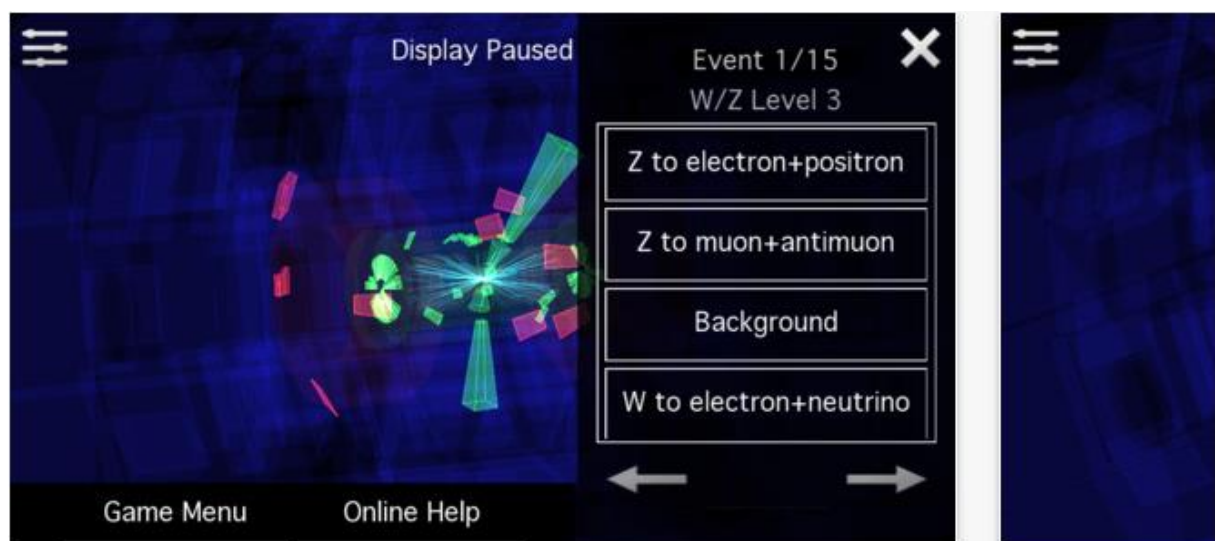 Display Paused
Event 1/15
W/Z Level 3
Z to electron+positron
Z to muon+antimuon
Background
W to electron+neutrino
Game Menu
Online Help